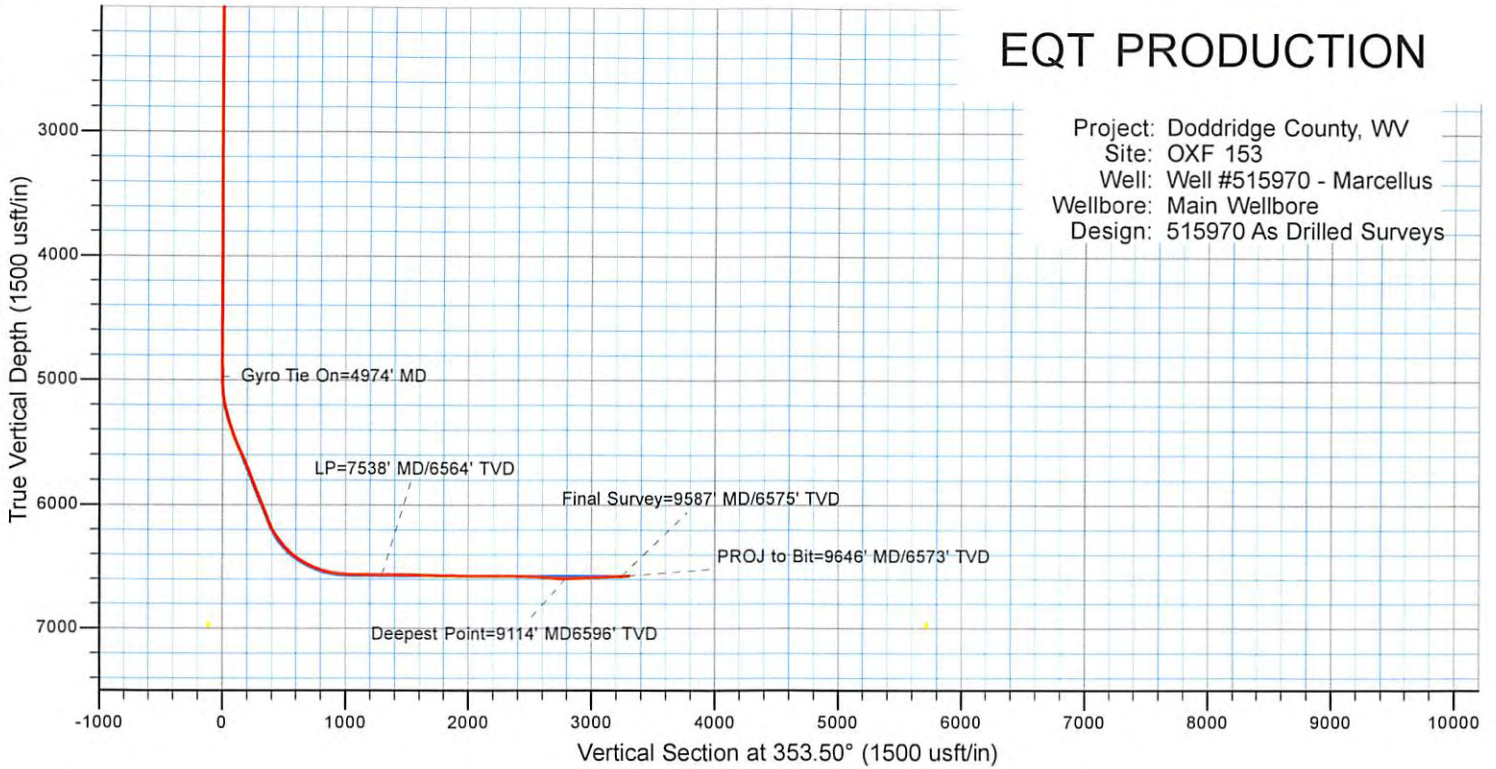 EQT PRODUCTION
Project: Doddridge County, WV
Site: OXF 153
Well: Well #515970 - Marcellus
Wellbore: Main Wellbore
Design: 515970 As Drilled Surveys
True Vertical Depth (1500 usft/in)
3000
4000
5000
6000
7000
Gyro Tie On=4974' MD
LP=7538' MD/6564' TVD
Final Survey=9587' MD/6575' TVD
PROJ to Bit=9646' MD/6573' TVD
Deepest Point=9114' MD6596' TVD
-1000 0 1000 2000 3000 4000 5000 6000 7000 8000 9000 10000
Vertical Section at 353.50° (1500 usft/in)